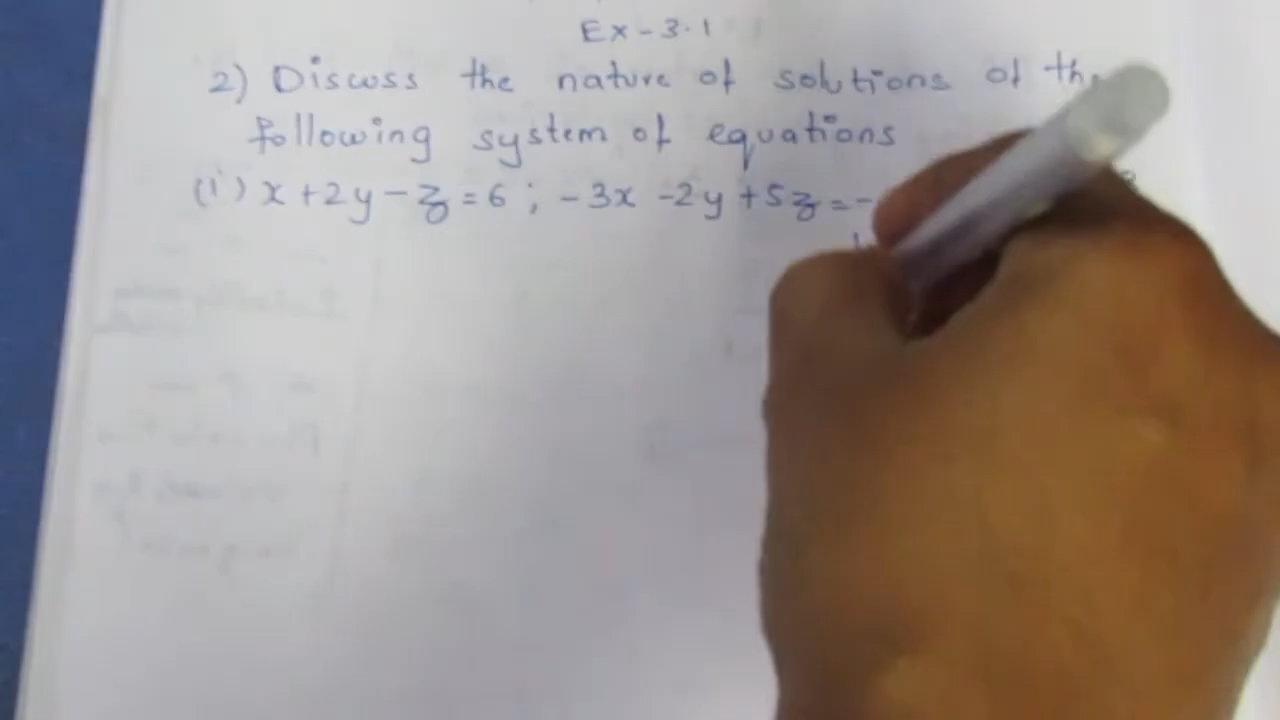 Ex - 3.1
2) Discuss the nature of solutions of
following system of equations
(i) x + 2y - z = 6 ; -3x - 2y + 5z = -